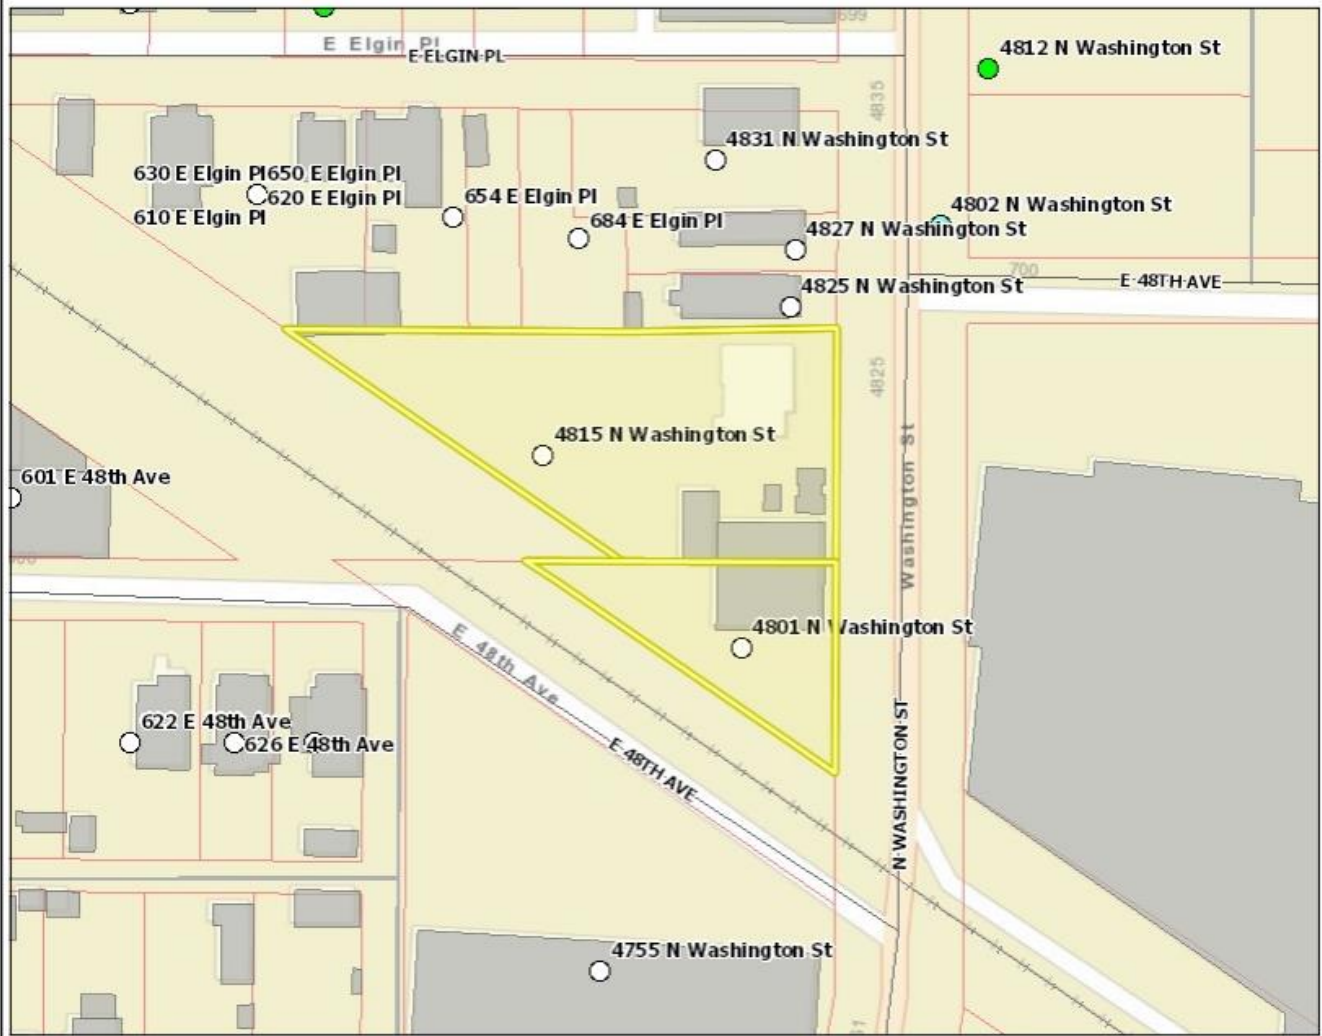 699
E Elgin Pl
E ELGIN PL
4812 N Washington St
4835
4831 N Washington St
630 E Elgin Pl
650 E Elgin Pl
620 E Elgin Pl
610 E Elgin Pl
654 E Elgin Pl
684 E Elgin Pl
4802 N Washington St
4827 N Washington St
700
E 48TH AVE
4825 N Washington St
4825
4815 N Washington St
601 E 48th Ave
Washington St
4801 N Washington St
E 48th Ave
622 E 48th Ave
626 E 48th Ave
E 48TH AVE
N WASHINGTON ST
4755 N Washington St